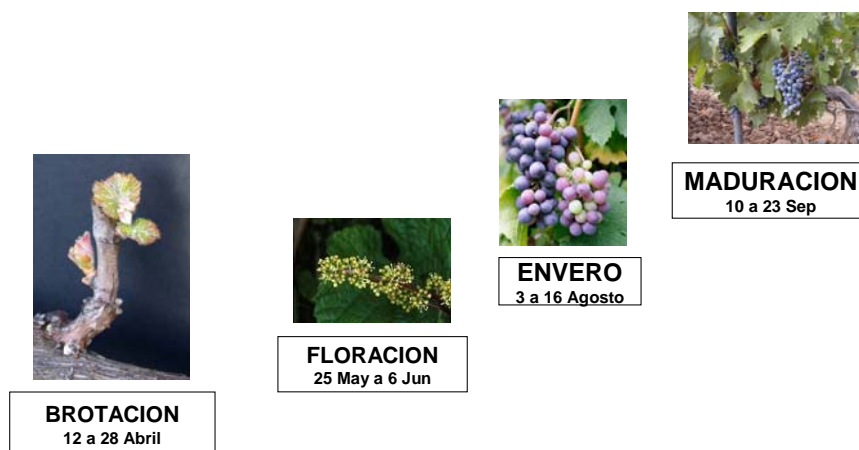 BROTACION
12 a 28 Abril
FLORACION
25 May a 6 Jun
ENVERO
3 a 16 Agosto
MADURACION
10 a 23 Sep